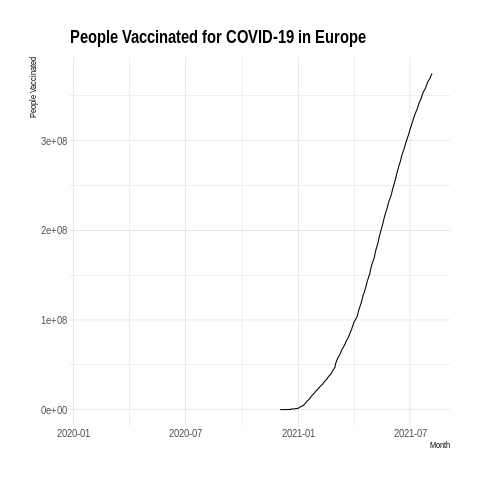 People Vaccinated for COVID-19 in Europe
People Vaccinated
3e+08
2e+08
1e+08
0e+00
2020-01 2020-07 2021-01 2021-07
Month